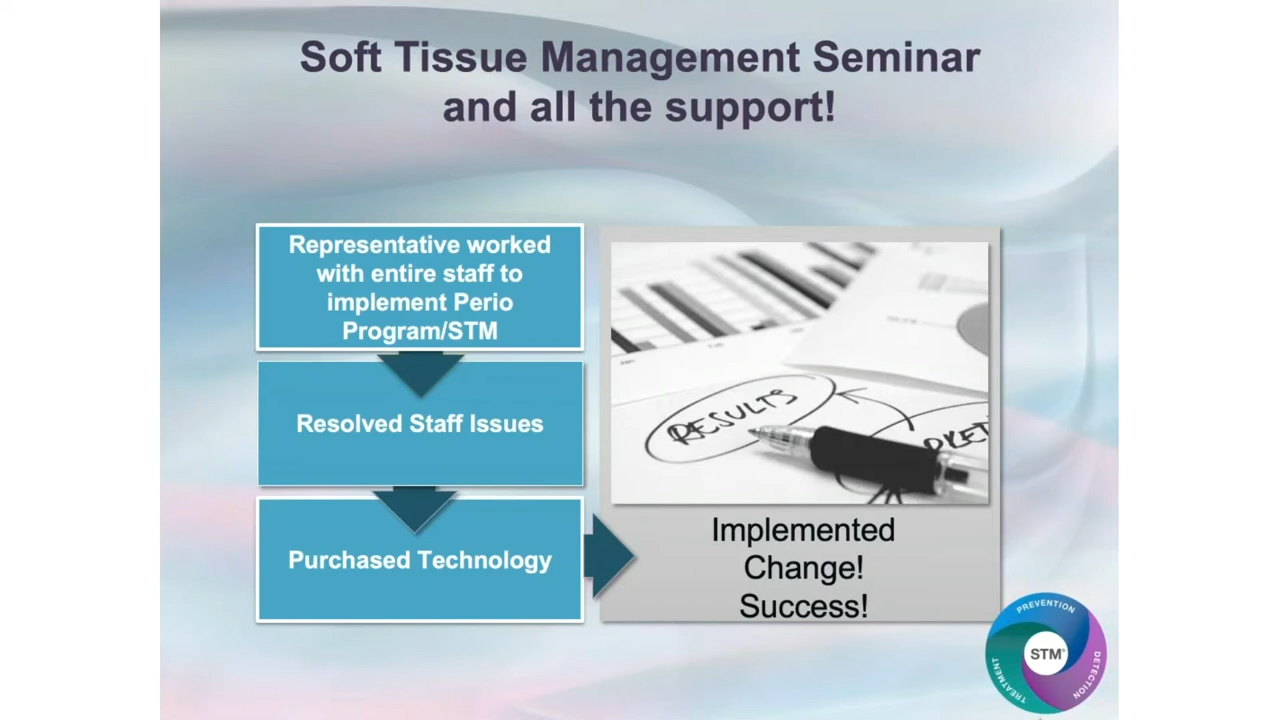 Soft Tissue Management Seminar
and all the support!
Representative worked
with entire staff to
implement Perio
Program/STM
Resolved Staff Issues
Purchased Technology
RESULTS
Implemented
Change!
Success!
PREVENTION
STM®
TREATMENT
DETECTION